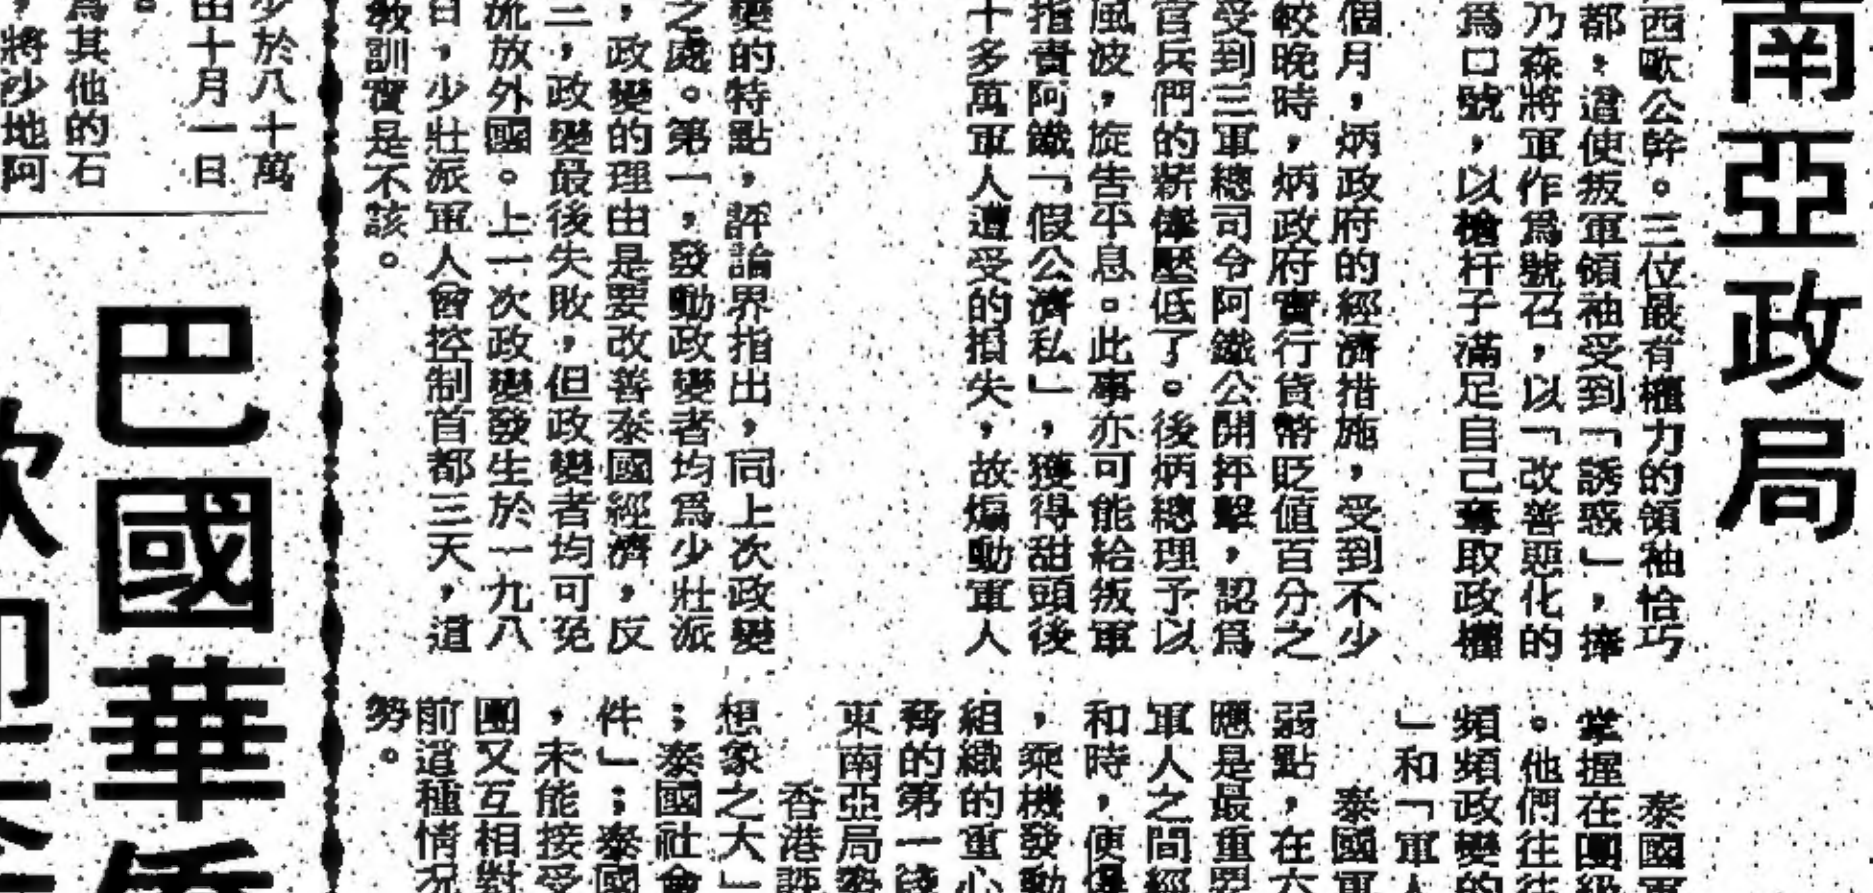 南亞政局
西歐公幹。三位最有權力的領袖恰巧
都,這使叛軍領袖受到「誘惑」,捧
乃森將軍作爲號召,以「改善惡化的
爲口號,以槍杆子滿足自己奪取政權
個月,炳政府的經濟措施,受到不少
較晚時,炳政府實行貨幣貶值百分之
受到三軍總司令阿鐵公開抨擊,認爲
官兵們的薪俸壓低了。後炳總理予以
風波,旋告平息。此事亦可能給叛軍
指責阿鐵「假公濟私」,獲得甜頭後
十多萬軍人遭受的損失,故煽動軍人
變的特點,評論界指出,同上次政變
之處。第一,發動政變者均爲少壯派
,政變的理由是要改善泰國經濟,反
二,政變最後失敗,但政變者均可免
流放外國。上一次政變發生於一九八
日,少壯派軍人會控制首都三天,這
教訓實是不該。
泰國軍
掌握在團級
。他們往往
頻頻政變的
」和「軍人
泰國軍
弱點,在六
應是最重要
軍人之間經
和時,便爆
,乘機發動
組織的重心
脅的第一
東南亞局勢
香港評
想象之大」
;泰國社會
件」;泰國
,未能接受
團又互相對
前這種情況
勢。
少於八十萬
由十月一日
。
爲其他的石
,將沙地阿
巴國華僑
歡迎